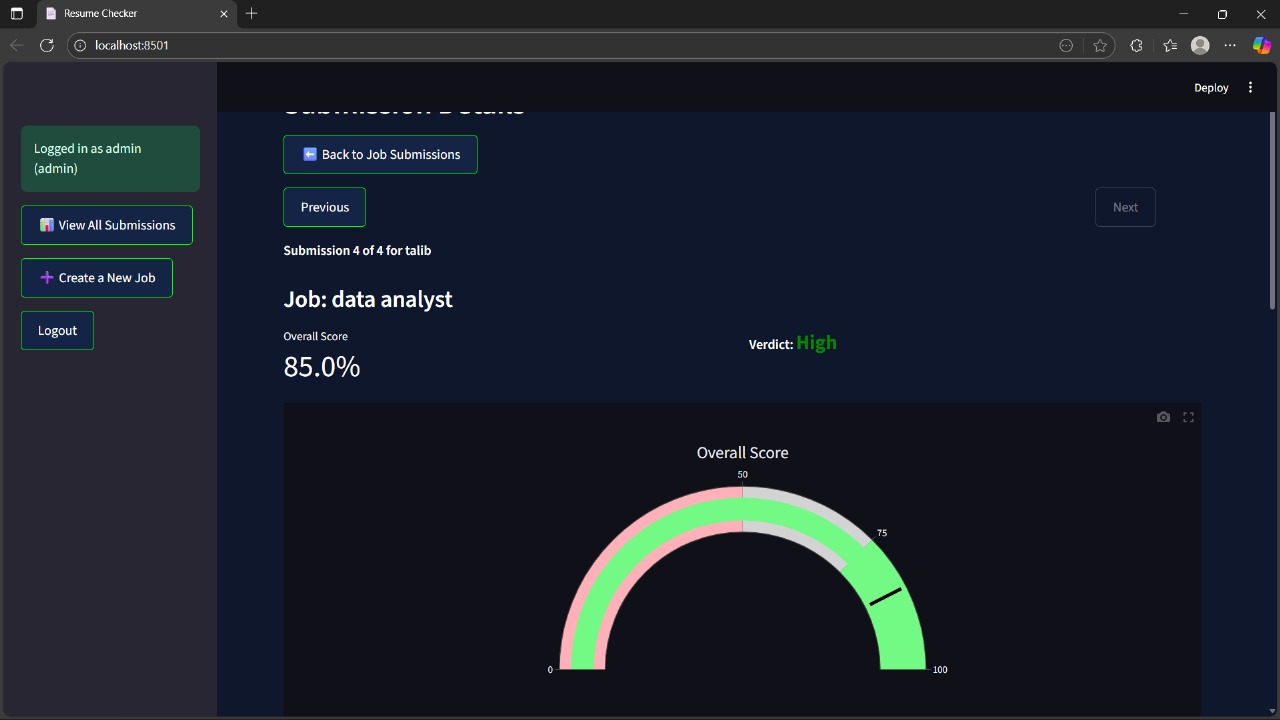 Resume Checker
localhost:8501
Deploy
Logged in as admin
(admin)
View All Submissions
Create a New Job
Logout
Submission Details
Back to Job Submissions
Previous
Next
Submission 4 of 4 for talib
Job: data analyst
Overall Score
85.0%
Verdict: High
Overall Score
50
75
0
100